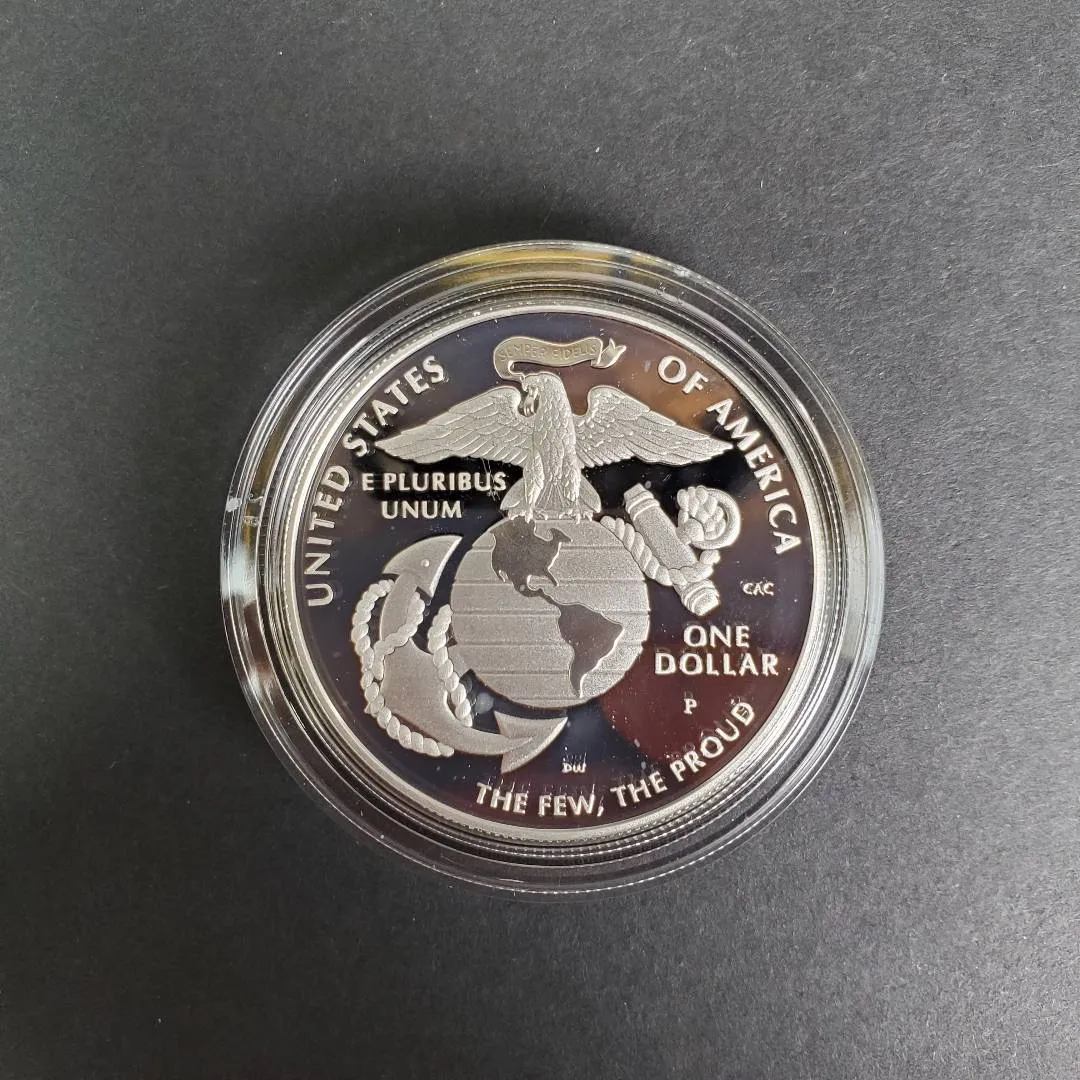 SEMPER FIDELIS
UNITED STATES
OF AMERICA
E PLURIBUS
UNUM
CAC
ONE
DOLLAR
P
DW
THE FEW, THE PROUD